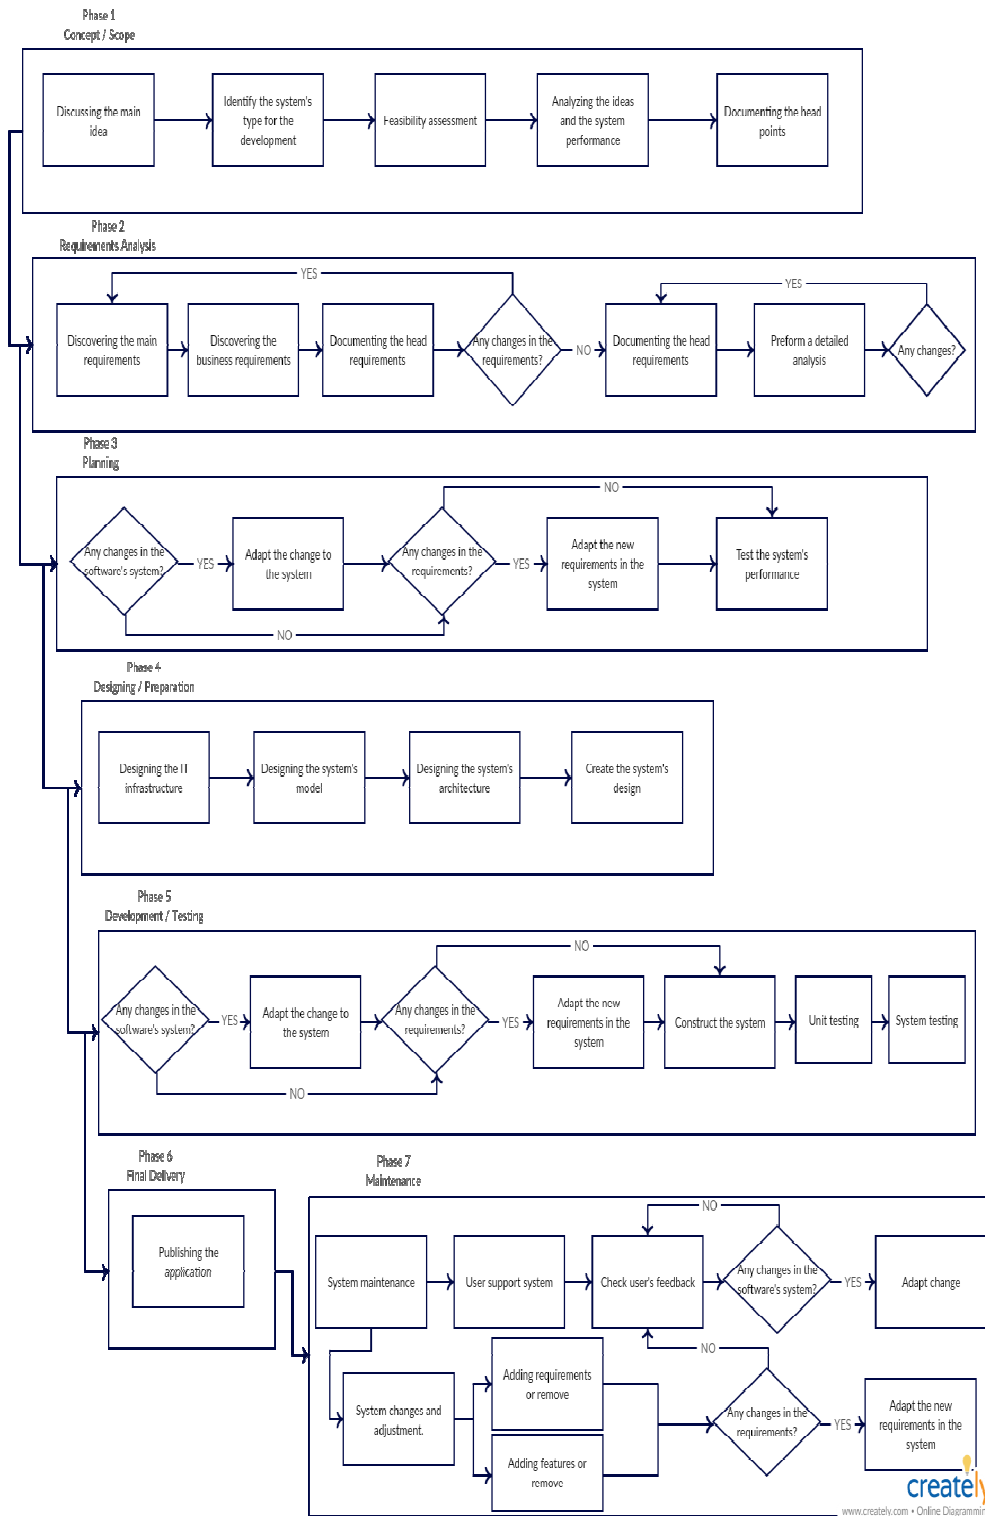 Phase 1
Concept / Scope
Discussing the main
idea
Identify the system's
type for the
development
Feasibility assessment
Analyzing the ideas
and the system
performance
Documenting the head
points
Phase 2
Requirements Analysis
YES
YES
Discovering the main
requirements
Discovering the
business requirements
Documenting the head
requirements
Any changes in the
requirements?
NO
Documenting the head
requirements
Preform a detailed
analysis
Any changes?
Phase 3
Planning
NO
Any changes in the
software's system?
YES
Adapt the change to
the system
Any changes in the
requirements?
YES
Adapt the new
requirements in the
system
Test the system's
performance
NO
Phase 4
Designing / Preparation
Designing the IT
infrastructure
Designing the system's
model
Designing the system's
architecture
Create the system's
design
Phase 5
Development / Testing
NO
Any changes in the
software's system?
YES
Adapt the change to
the system
Any changes in the
requirements?
YES
Adapt the new
requirements in the
system
Construct the system
Unit testing
System testing
NO
Phase 6
Final Delivery
Publishing the
application
Phase 7
Maintenance
NO
System maintenance
User support system
Check user's feedback
Any changes in the
software's system?
YES
Adapt change
NO
System changes and
adjustment.
Adding requirements
or remove
Adding features or
remove
Any changes in the
requirements?
YES
Adapt the new
requirements in the
system
creately
www.creately.com • Online Diagrammin